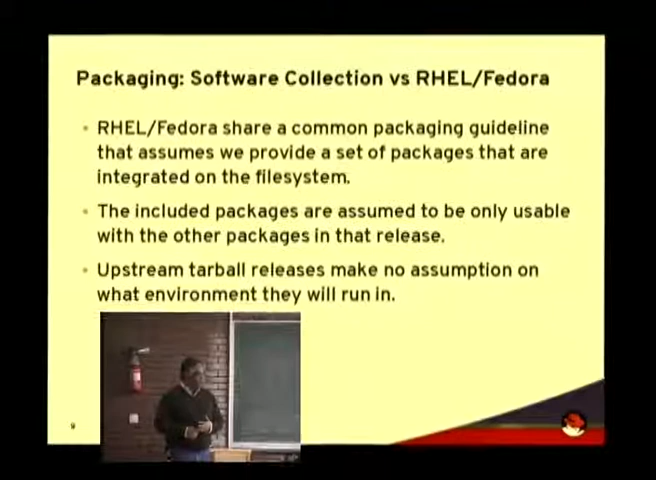 Packaging: Software Collection vs RHEL/Fedora
RHEL/Fedora share a common packaging guideline
that assumes we provide a set of packages that are
integrated on the filesystem.
The included packages are assumed to be only usable
with the other packages in that release.
Upstream tarball releases make no assumption on
what environment they will run in.
9